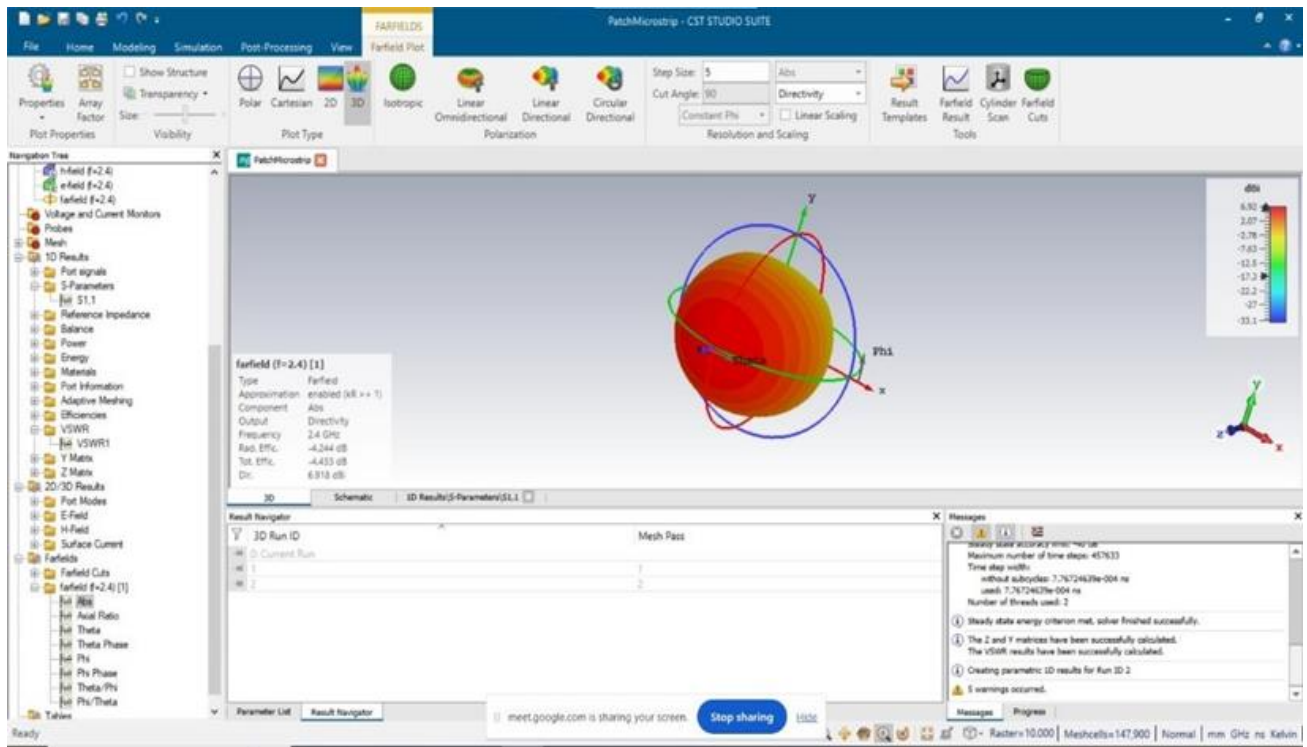 PatchMicrostrip - CST STUDIO SUITE
FARFIELDS
File Home Modeling Simulation Post-Processing View Farfield Plot
Properties
Array Factor
Show Structure
Transparency
Size:
Plot Properties
Visibility
Polar Cartesian 2D 3D
Plot Type
Isotropic
Linear Omnidirectional
Linear Directional
Circular Directional
Polarization
Step Size: 5
Abs
Cut Angle: 90
Directivity
Constant Phi
Linear Scaling
Resolution and Scaling
Result Templates
Farfield Result
Cylinder Scan
Farfield Cuts
Tools
Navigation Tree
h-field (f=2.4)
e-field (f=2.4)
farfield (f=2.4)
Voltage and Current Monitors
Probes
Mesh
1D Results
Port signals
S-Parameters
S1,1
Reference Impedance
Balance
Power
Energy
Materials
Port Information
Adaptive Meshing
Efficiencies
VSWR
VSWR1
Y Matrix
Z Matrix
2D/3D Results
Port Modes
E-Field
H-Field
Surface Current
Farfields
Farfield Cuts
farfield (f=2.4) [1]
Abs
Axial Ratio
Theta
Theta Phase
Phi
Phi Phase
Theta/Phi
Phi/Theta
Tables
PatchMicrostrip
y
Phi
Theta
x
dBi
6.92
2.07
-2.78
-7.63
-12.5
-17.3
-22.2
-27
-33.1
y
z
x
farfield (f=2.4) [1]
Type Farfield
Approximation enabled (kR >> 1)
Component Abs
Output Directivity
Frequency 2.4 GHz
Rad. Effic. -4.244 dB
Tot. Effic. -4.433 dB
Dir. 6.918 dBi
3D Schematic 1D Results\S-Parameters\S1,1
Result Navigator
3D Run ID Mesh Pass
0: Current Run
1 1
2 2
Parameter List Result Navigator
Messages
Steady state accuracy limit: -40 dB
Maximum number of time steps: 457633
Time step width:
without subcycles: 7.76724639e-004 ns
used: 7.76724639e-004 ns
Number of threads used: 2
Steady state energy criterion met, solver finished successfully.
The Z and Y matrices have been successfully calculated.
The VSWR results have been successfully calculated.
Creating parametric 1D results for Run ID 2
5 warnings occurred.
Messages Progress
meet.google.com is sharing your screen. Stop sharing Hide
Ready
Raster=10.000 Meshcells=147,900 Normal mm GHz ns Kelvin